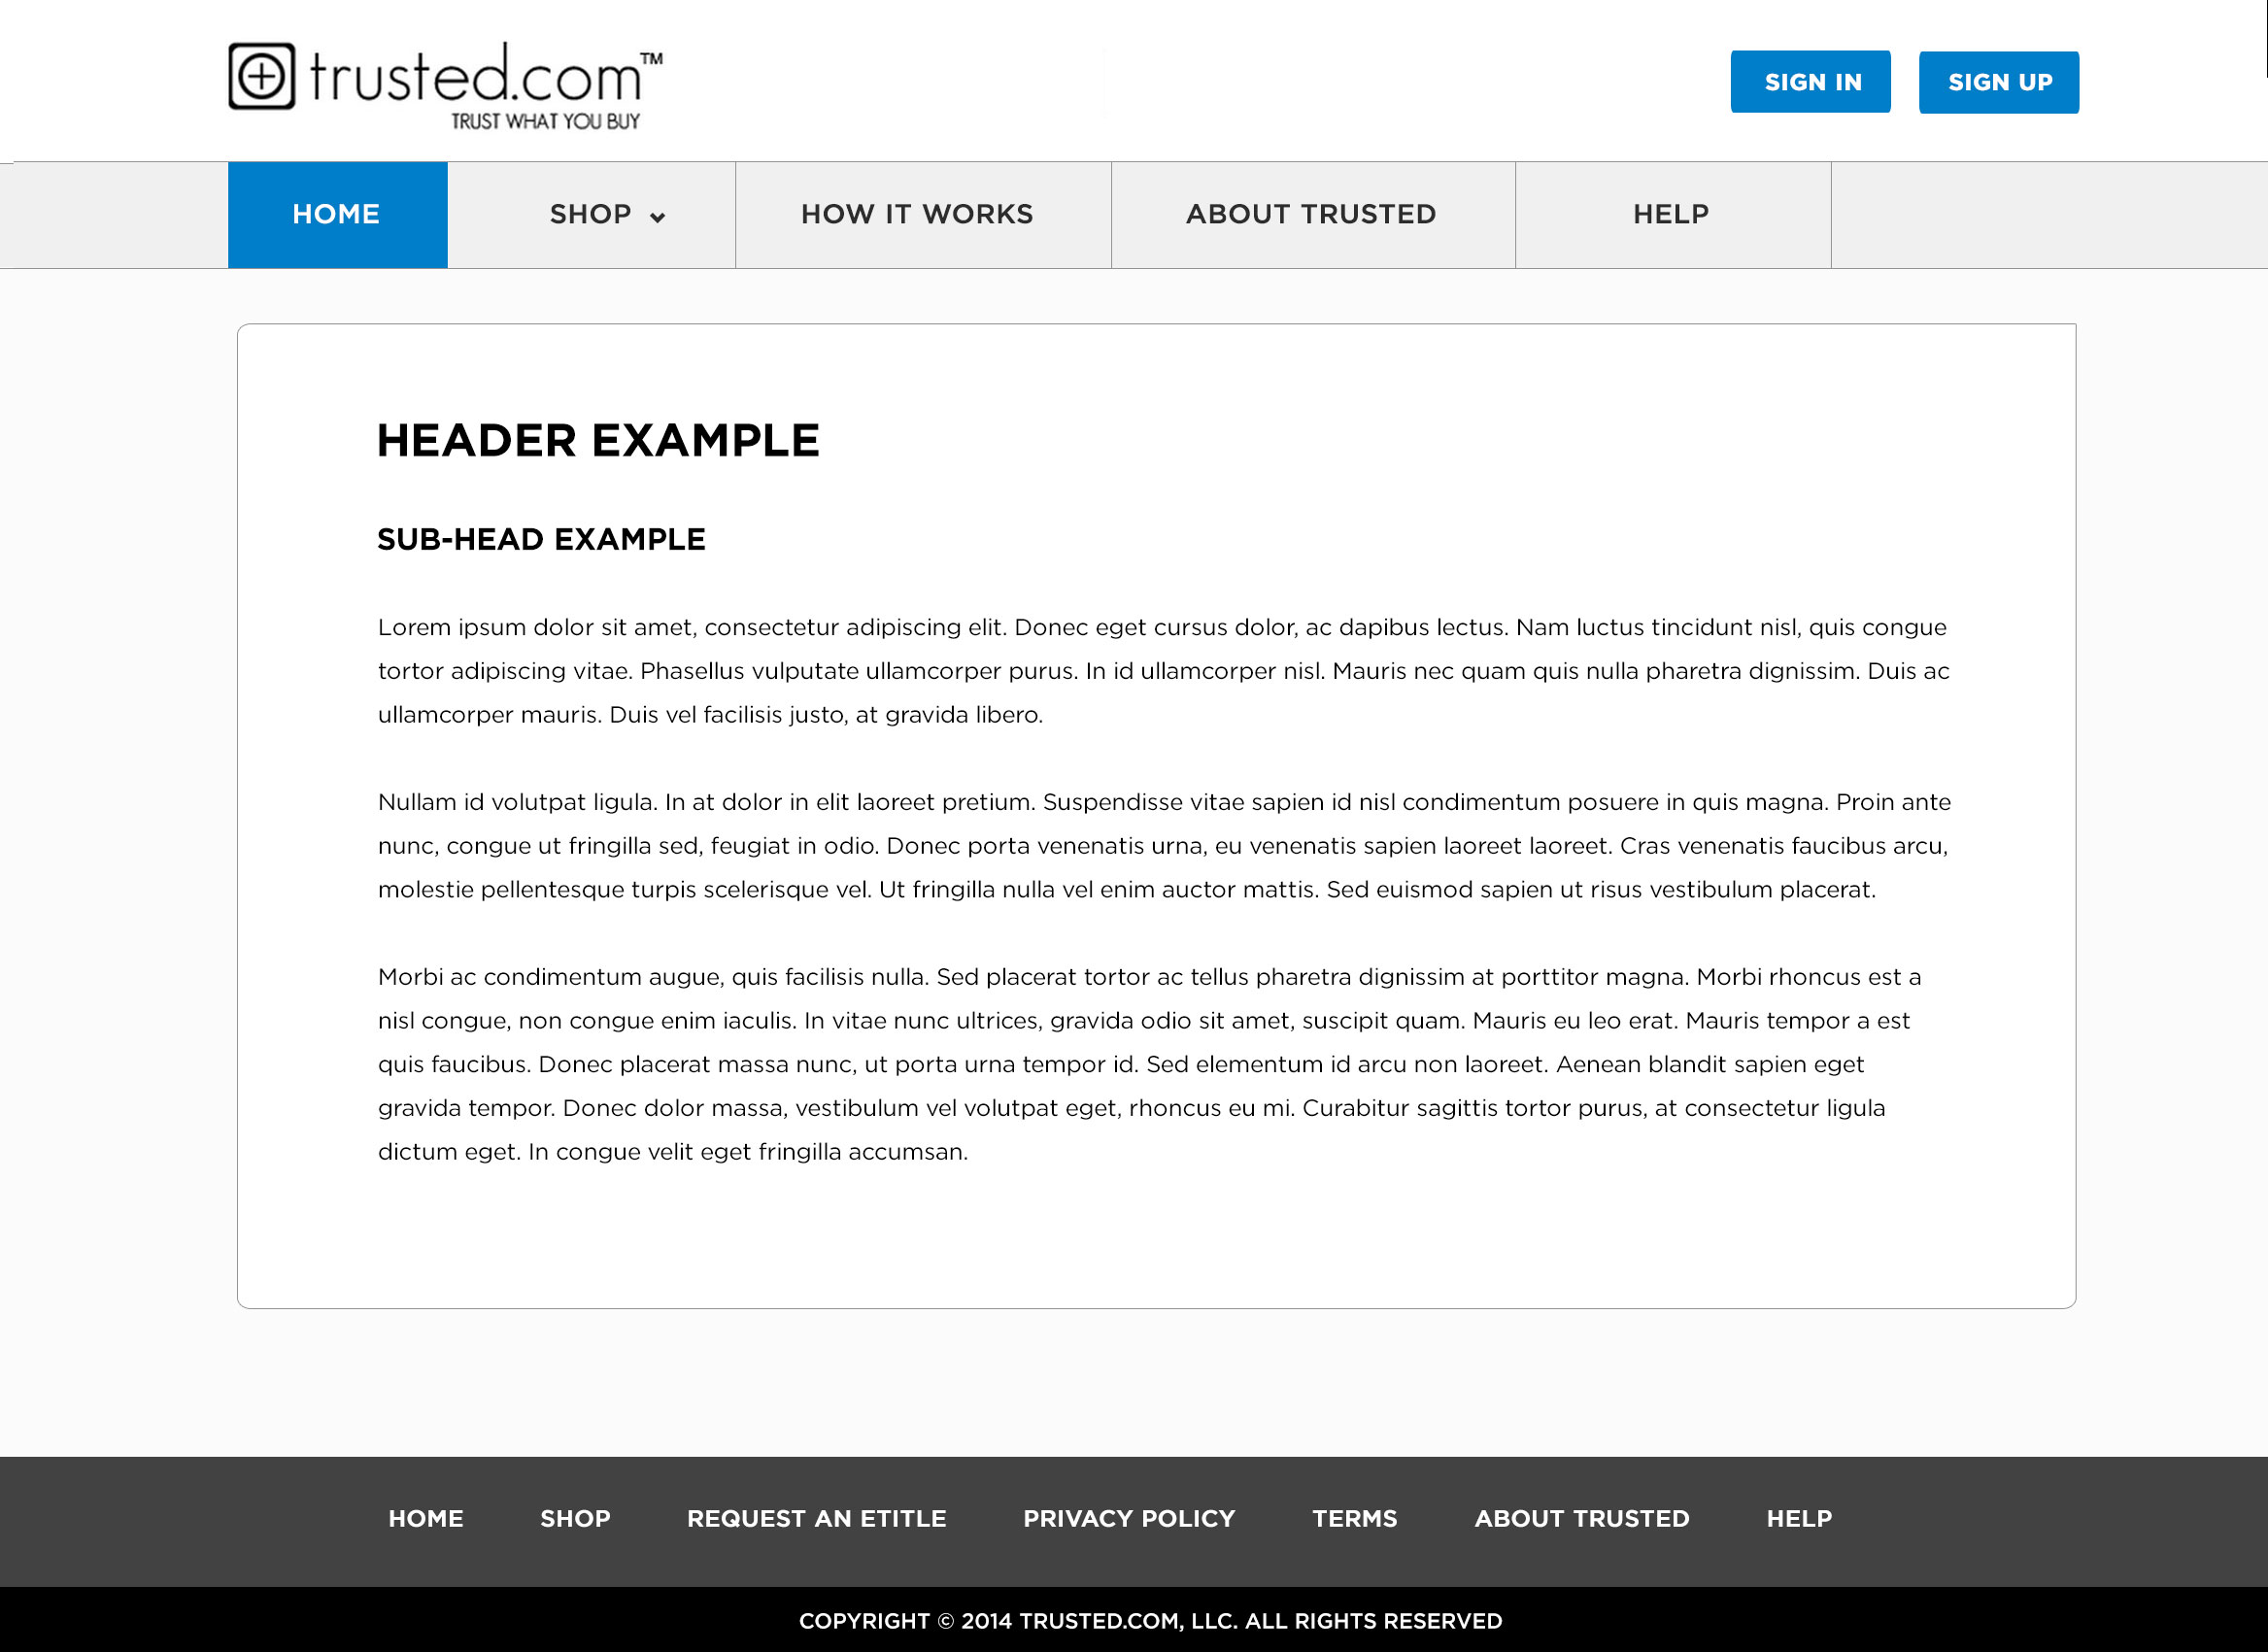 trusted.com™
TRUST WHAT YOU BUY
SIGN IN
SIGN UP
HOME
SHOP
HOW IT WORKS
ABOUT TRUSTED
HELP
HEADER EXAMPLE
SUB-HEAD EXAMPLE
Lorem ipsum dolor sit amet, consectetur adipiscing elit. Donec eget cursus dolor, ac dapibus lectus. Nam luctus tincidunt nisl, quis congue
tortor adipiscing vitae. Phasellus vulputate ullamcorper purus. In id ullamcorper nisl. Mauris nec quam quis nulla pharetra dignissim. Duis ac
ullamcorper mauris. Duis vel facilisis justo, at gravida libero.
Nullam id volutpat ligula. In at dolor in elit laoreet pretium. Suspendisse vitae sapien id nisl condimentum posuere in quis magna. Proin ante
nunc, congue ut fringilla sed, feugiat in odio. Donec porta venenatis urna, eu venenatis sapien laoreet laoreet. Cras venenatis faucibus arcu,
molestie pellentesque turpis scelerisque vel. Ut fringilla nulla vel enim auctor mattis. Sed euismod sapien ut risus vestibulum placerat.
Morbi ac condimentum augue, quis facilisis nulla. Sed placerat tortor ac tellus pharetra dignissim at porttitor magna. Morbi rhoncus est a
nisl congue, non congue enim iaculis. In vitae nunc ultrices, gravida odio sit amet, suscipit quam. Mauris eu leo erat. Mauris tempor a est
quis faucibus. Donec placerat massa nunc, ut porta urna tempor id. Sed elementum id arcu non laoreet. Aenean blandit sapien eget
gravida tempor. Donec dolor massa, vestibulum vel volutpat eget, rhoncus eu mi. Curabitur sagittis tortor purus, at consectetur ligula
dictum eget. In congue velit eget fringilla accumsan.
HOME
SHOP
REQUEST AN ETITLE
PRIVACY POLICY
TERMS
ABOUT TRUSTED
HELP
COPYRIGHT © 2014 TRUSTED.COM, LLC. ALL RIGHTS RESERVED